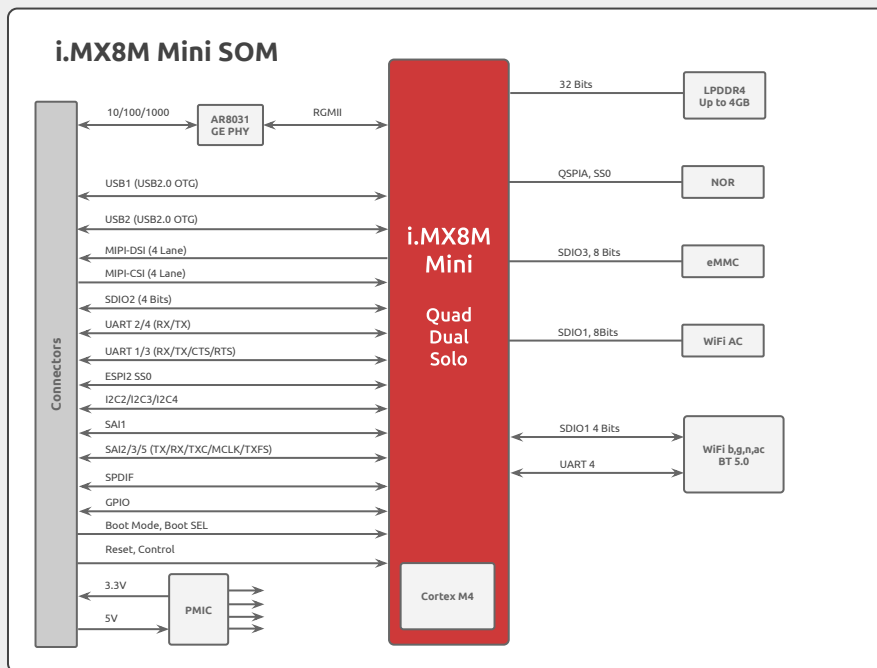 i.MX8M Mini SOM
Connectors
10/100/1000
AR8031
GE PHY
RGMII
USB1 (USB2.0 OTG)
USB2 (USB2.0 OTG)
MIPI-DSI (4 Lane)
MIPI-CSI (4 Lane)
SDIO2 (4 Bits)
UART 2/4 (RX/TX)
UART 1/3 (RX/TX/CTS/RTS)
ESPI2 SS0
I2C2/I2C3/I2C4
SAI1
SAI2/3/5 (TX/RX/TXC/MCLK/TXFS)
SPDIF
GPIO
Boot Mode, Boot SEL
Reset, Control
3.3V
5V
PMIC
i.MX8M
Mini
Quad
Dual
Solo
Cortex M4
32 Bits
LPDDR4
Up to 4GB
QSPIA, SS0
NOR
SDIO3, 8 Bits
eMMC
SDIO1, 8Bits
WiFi AC
SDIO1 4 Bits
UART 4
WiFi b,g,n,ac
BT 5.0